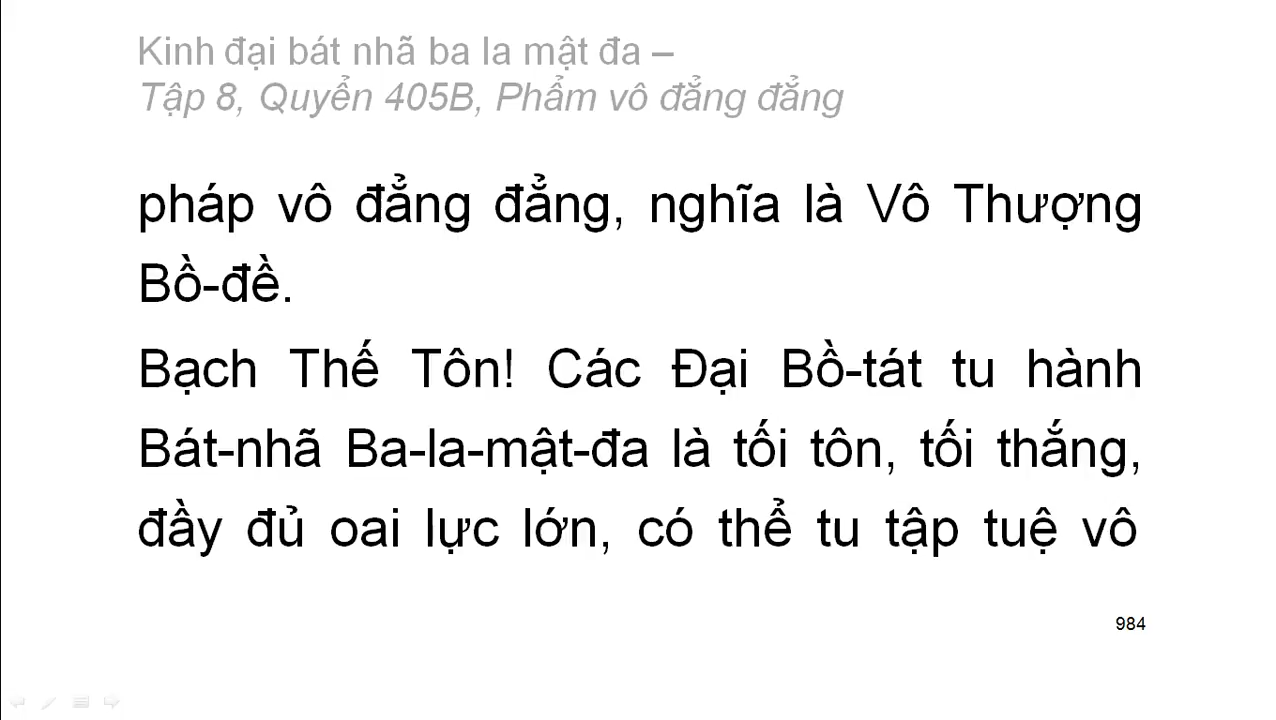 Kinh đại bát nhã ba la mật đa –
Tập 8, Quyển 405B, Phẩm vô đẳng đẳng
pháp vô đẳng đẳng, nghĩa là Vô Thượng
Bồ-đề.
Bạch Thế Tôn! Các Đại Bồ-tát tu hành
Bát-nhã Ba-la-mật-đa là tối tôn, tối thắng,
đầy đủ oai lực lớn, có thể tu tập tuệ vô
984